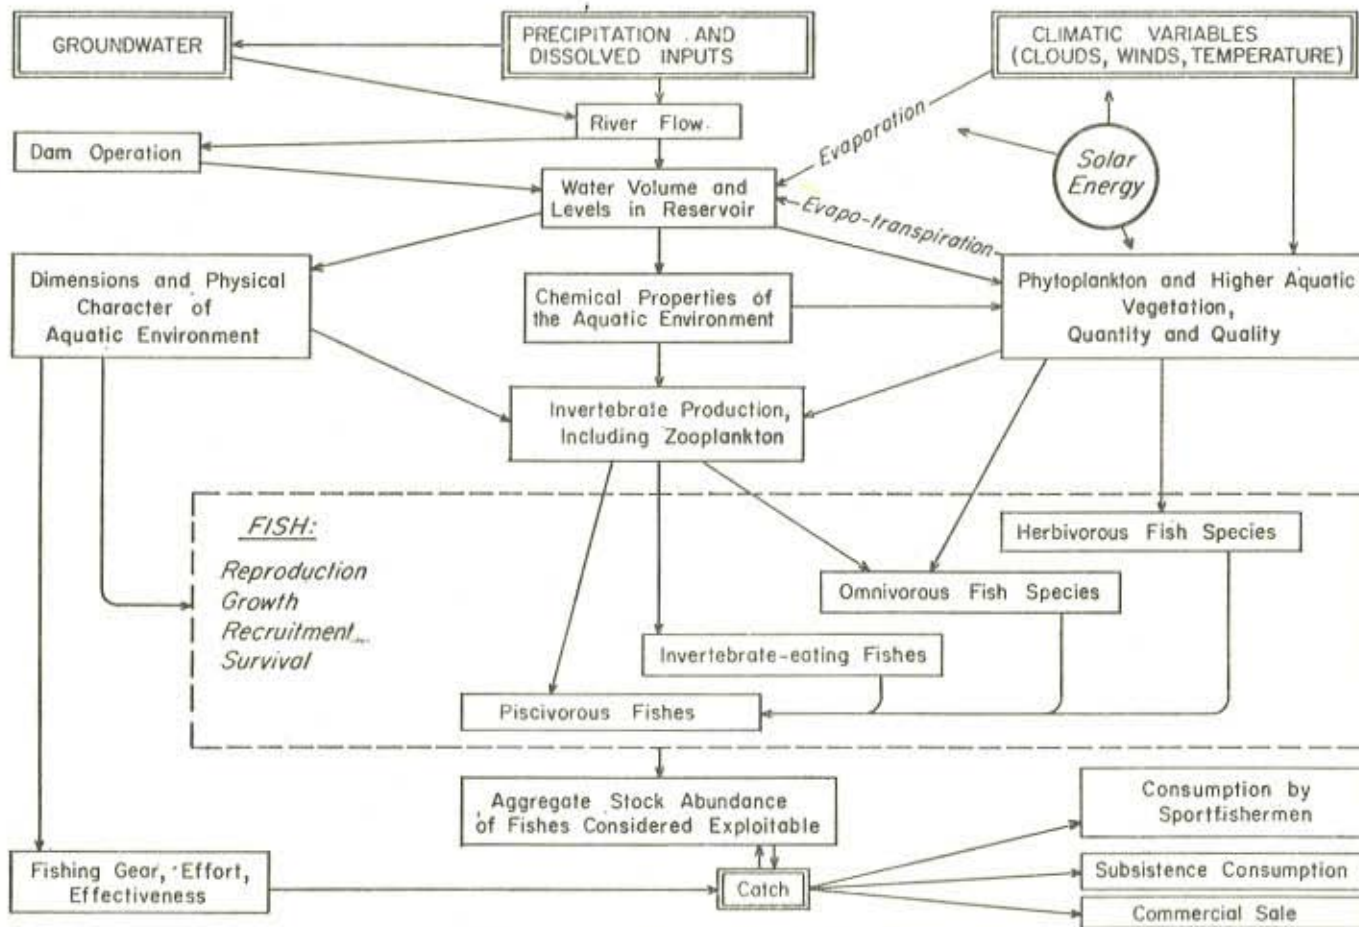 GROUNDWATER
PRECIPITATION AND
DISSOLVED INPUTS
CLIMATIC VARIABLES
(CLOUDS, WINDS, TEMPERATURE)
River Flow
Dam Operation
Evaporation
Solar
Energy
Water Volume and
Levels in Reservoir
Evapo-transpiration
Dimensions and Physical
Character of
Aquatic Environment
Chemical Properties of
the Aquatic Environment
Phytoplankton and Higher Aquatic
Vegetation,
Quantity and Quality
Invertebrate Production,
Including Zooplankton
FISH:
Reproduction
Growth
Recruitment
Survival
Herbivorous Fish Species
Omnivorous Fish Species
Invertebrate-eating Fishes
Piscivorous Fishes
Aggregate Stock Abundance
of Fishes Considered Exploitable
Consumption by
Sportfishermen
Fishing Gear, Effort,
Effectiveness
Catch
Subsistence Consumption
Commercial Sale